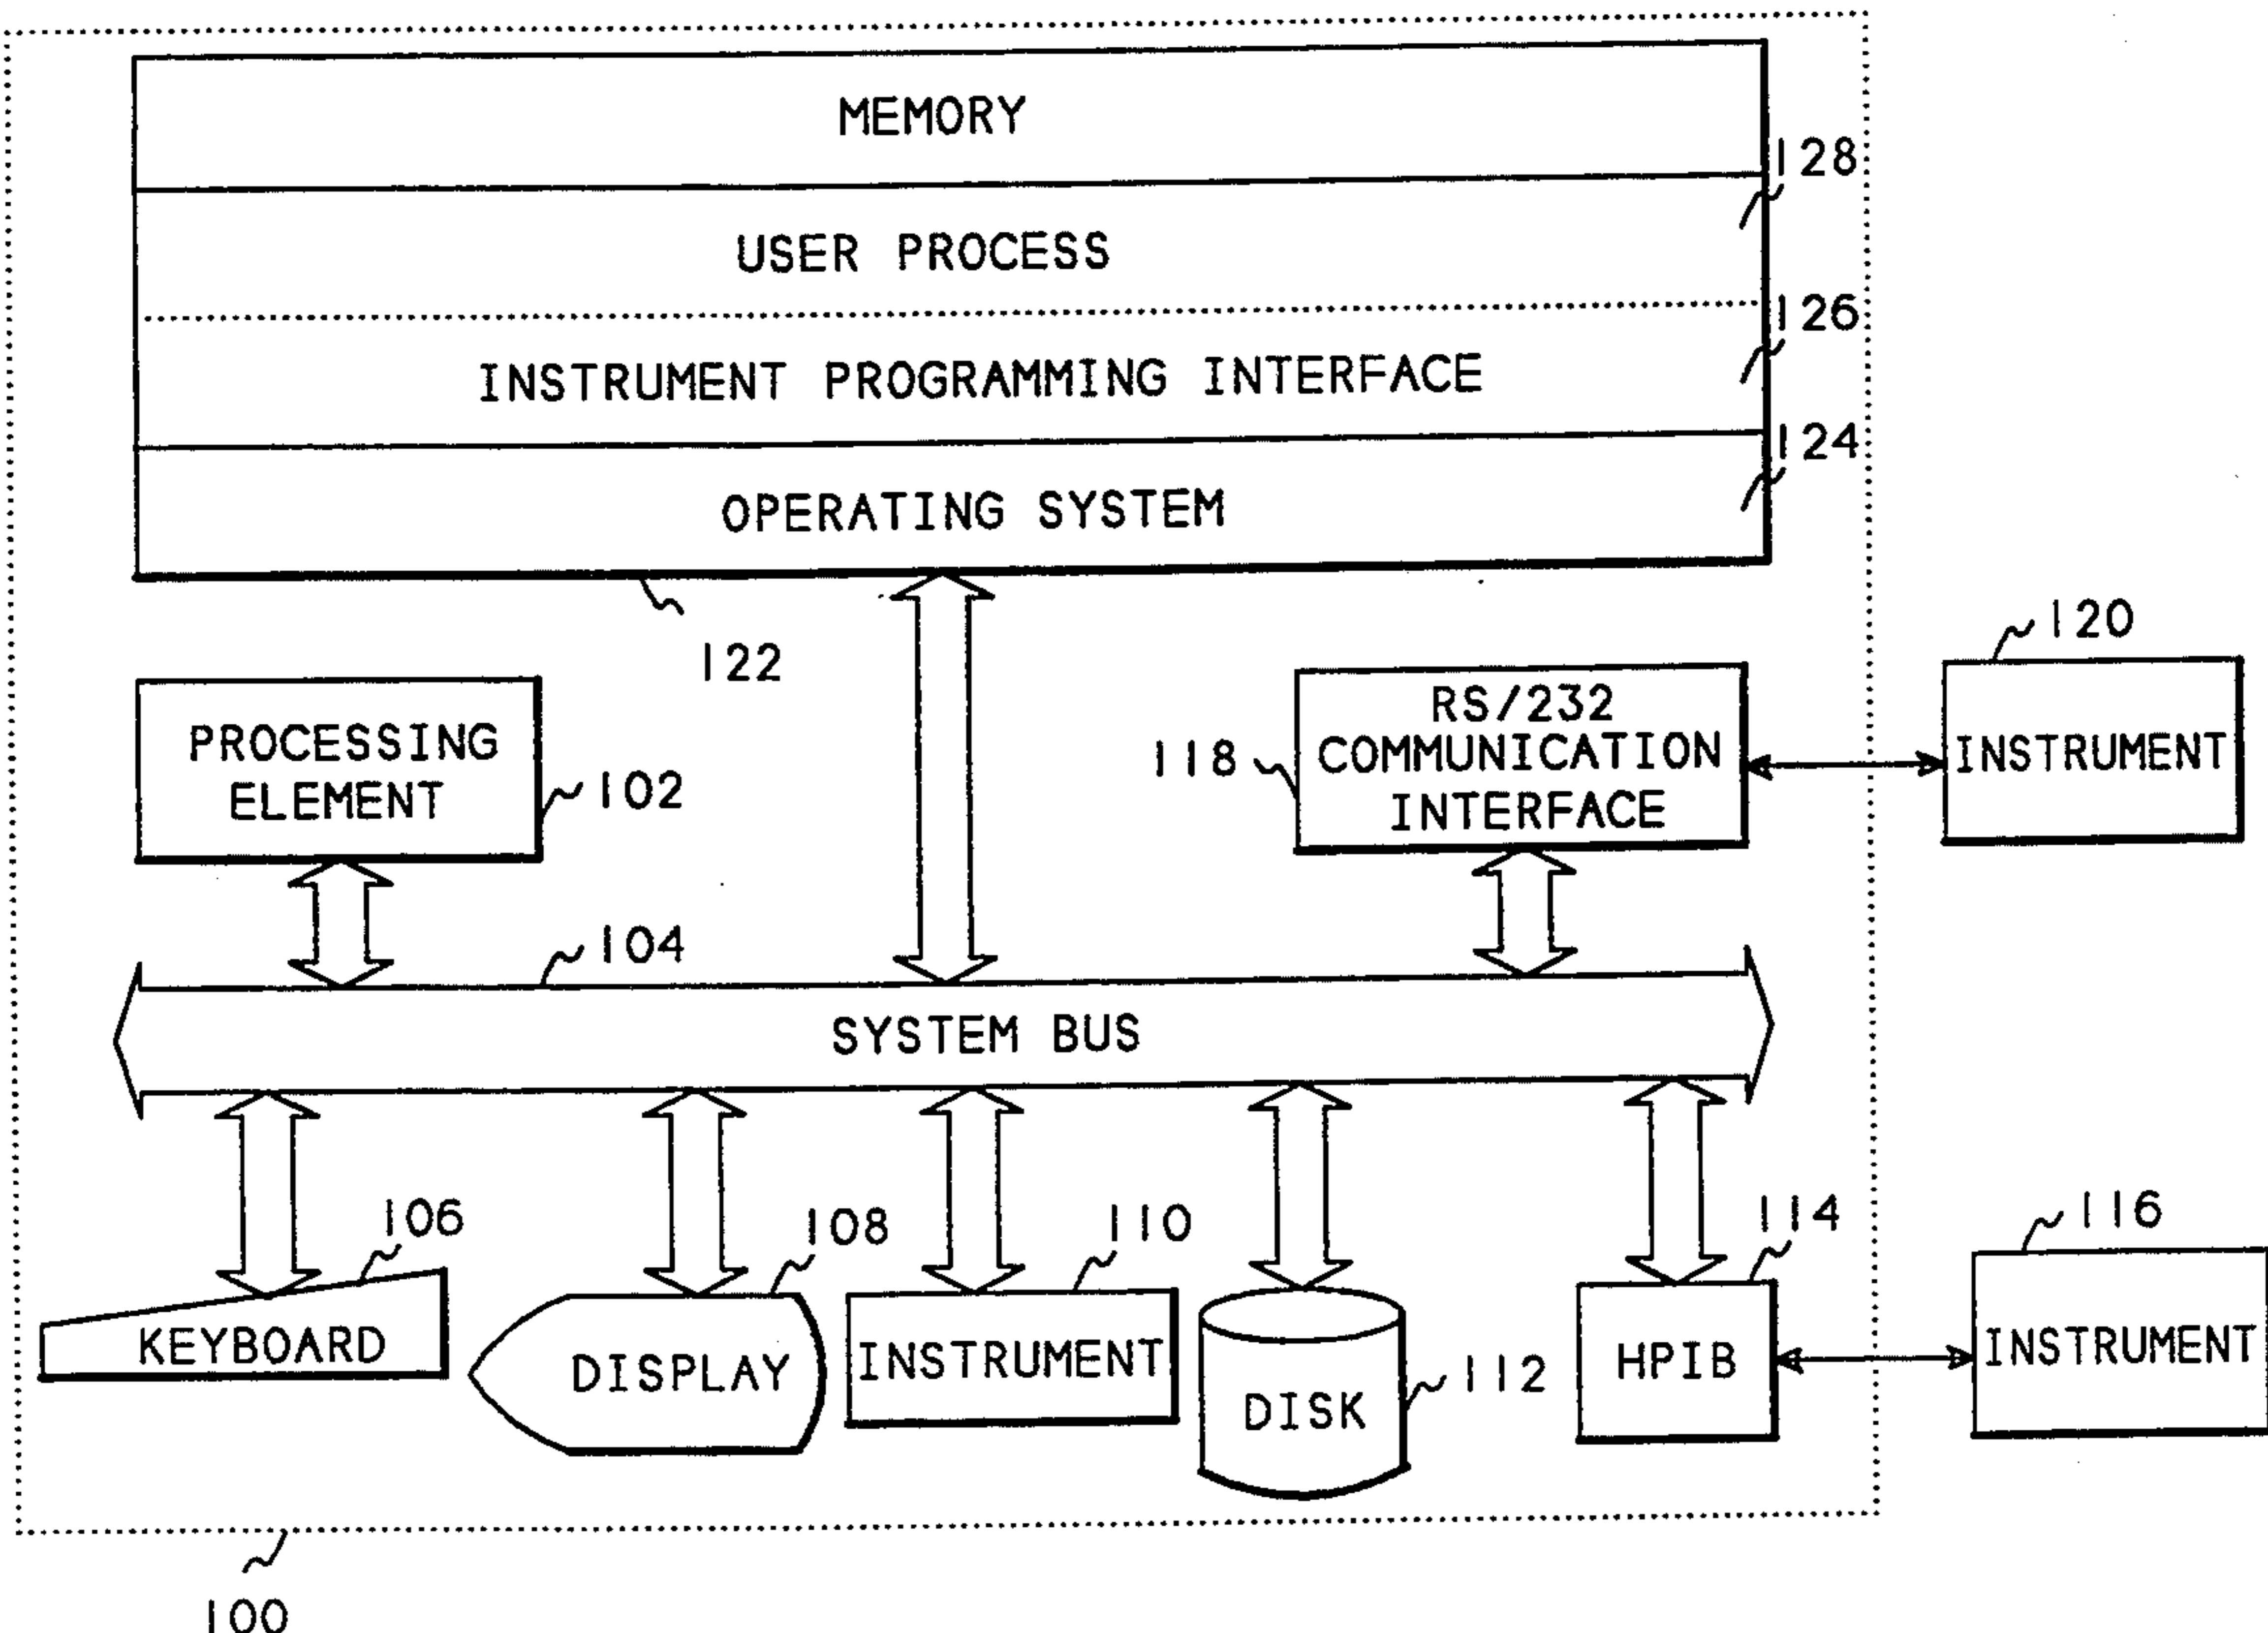 MEMORY
128
USER PROCESS
126
INSTRUMENT PROGRAMMING INTERFACE
124
OPERATING SYSTEM
122
120
PROCESSING
ELEMENT
102
118
RS/232
COMMUNICATION
INTERFACE
INSTRUMENT
104
SYSTEM BUS
106
108
110
114
116
KEYBOARD
DISPLAY
INSTRUMENT
DISK
112
HPIB
INSTRUMENT
100